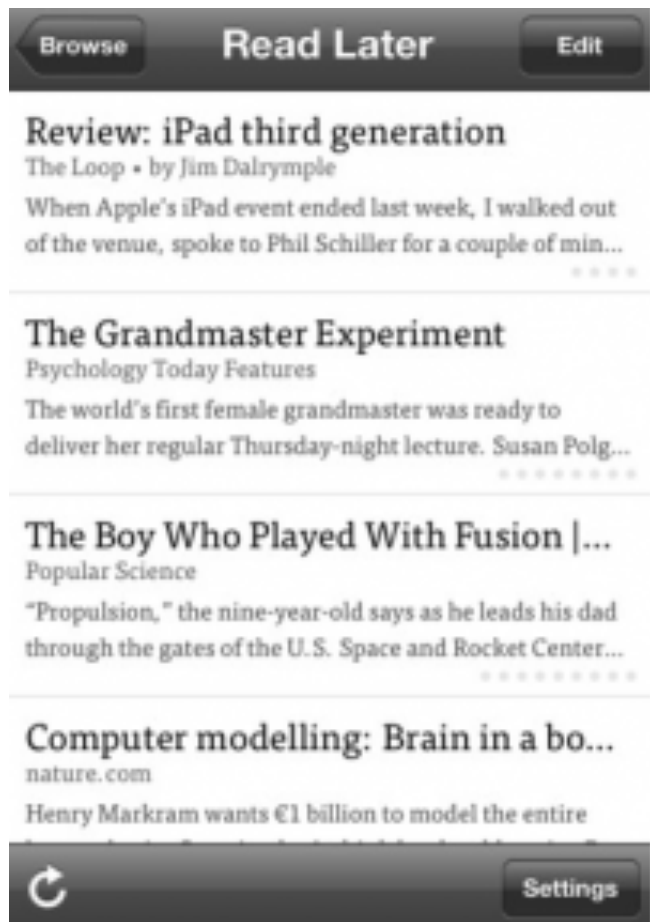 Browse
Read Later
Edit
Review: iPad third generation
The Loop • by Jim Dalrymple
When Apple's iPad event ended last week, I walked out
of the venue, spoke to Phil Schiller for a couple of min...
The Grandmaster Experiment
Psychology Today Features
The world's first female grandmaster was ready to
deliver her regular Thursday-night lecture. Susan Polg...
The Boy Who Played With Fusion |...
Popular Science
“Propulsion,” the nine-year-old says as he leads his dad
through the gates of the U.S. Space and Rocket Center...
Computer modelling: Brain in a bo...
nature.com
Henry Markram wants €1 billion to model the entire
Settings